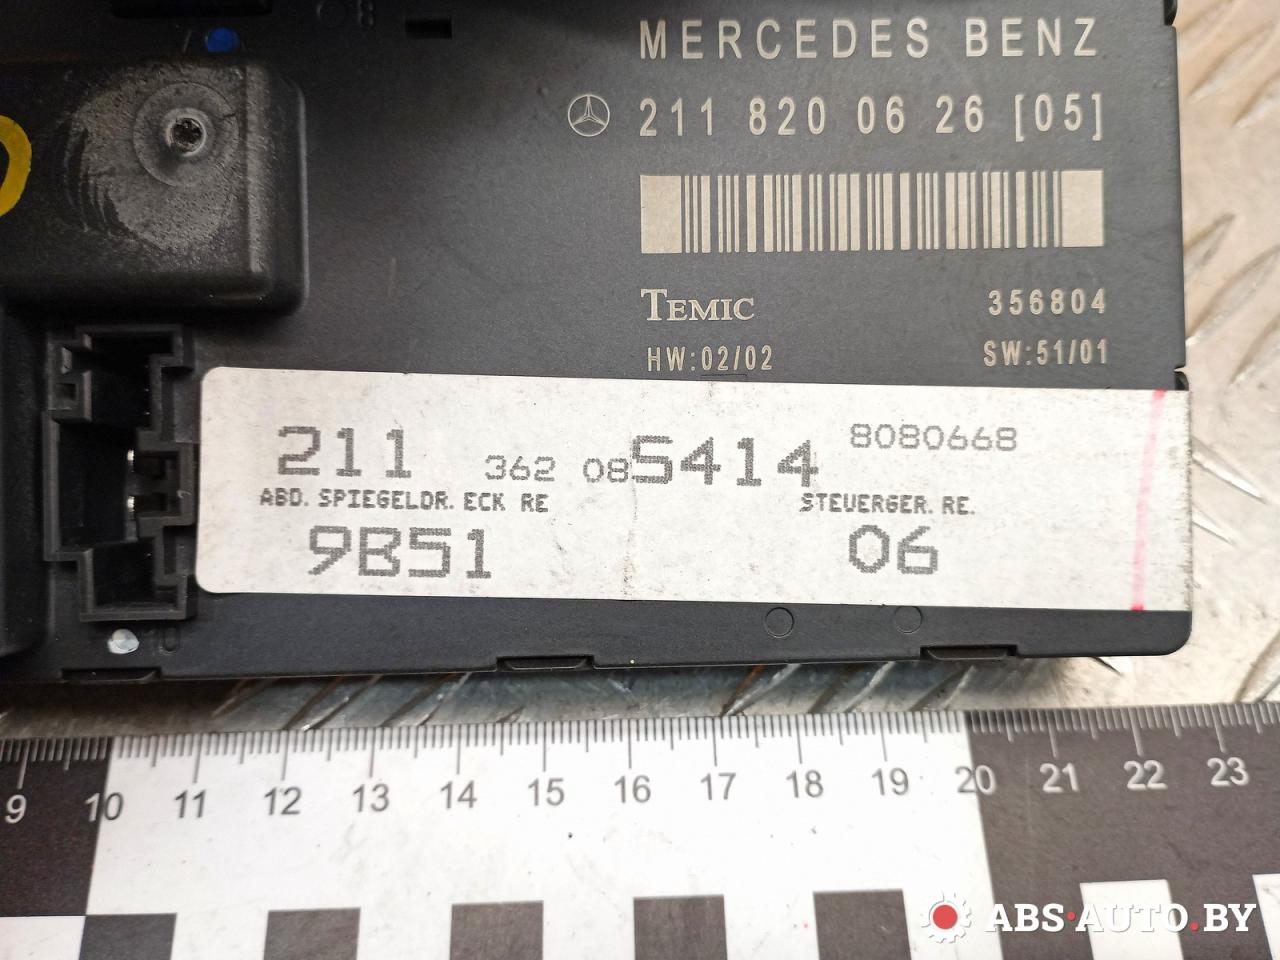 MERCEDES BENZ
211 820 06 26 [05]
TEMIC 356804
HW:02/02 SW:51/01
211 362 08 5414 8080668
ABD. SPIEGELDR. ECK RE STEUERGER. RE.
9B51 06
9 10 11 12 13 14 15 16 17 18 19 20 21 22 23
ABS-AUTO.BY